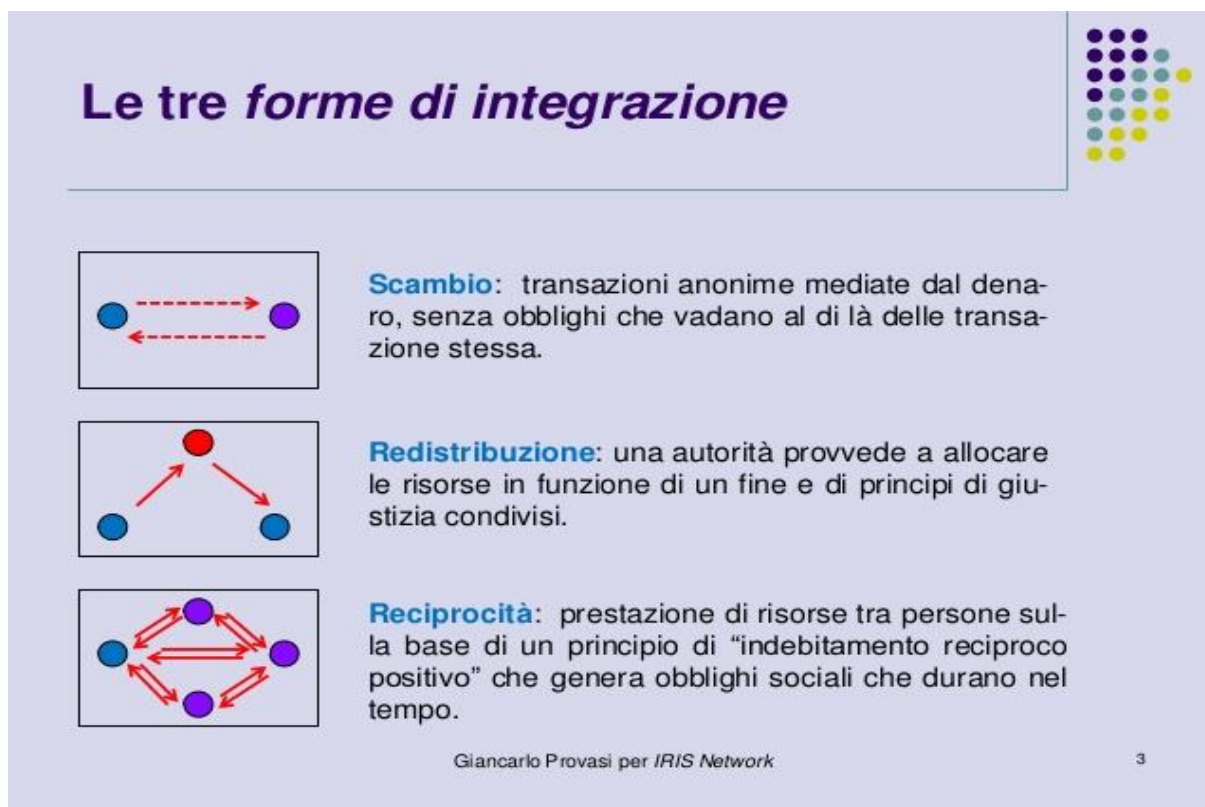 Le tre forme di integrazione
Scambio: transazioni anonime mediate dal dena-
ro, senza obblighi che vadano al di là delle transa-
zione stessa.
Redistribuzione: una autorità provvede a allocare
le risorse in funzione di un fine e di principi di giu-
stizia condivisi.
Reciprocità: prestazione di risorse tra persone sul-
la base di un principio di “indebitamento reciproco
positivo” che genera obblighi sociali che durano nel
tempo.
Giancarlo Provasi per IRIS Network
3